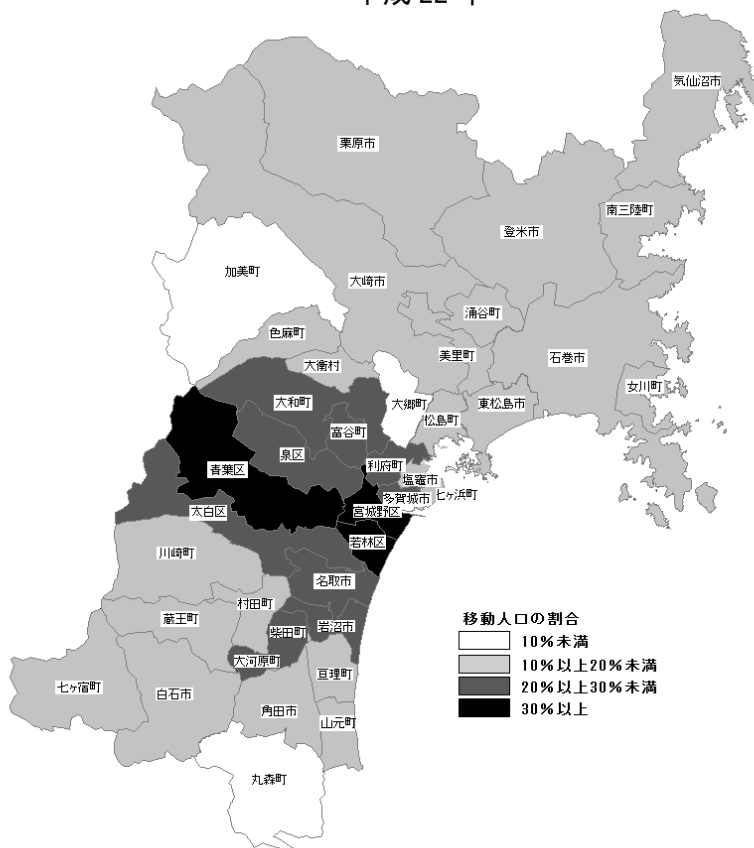 平成 22 年
気仙沼市
栗原市
南三陸町
登米市
加美町
大崎市
涌谷町
色麻町
美里町
石巻市
大衡村
女川町
大和町
大郷町
東松島市
松島町
富谷町
泉区
利府町
青葉区
塩竈市
七ヶ浜町
多賀城市
太白区
宮城野区
若林区
川崎町
名取市
村田町
蔵王町
柴田町
岩沼市
大河原町
亘理町
七ヶ宿町
白石市
角田市
山元町
丸森町
移動人口の割合
10％未満
10％以上20％未満
20％以上30％未満
30％以上